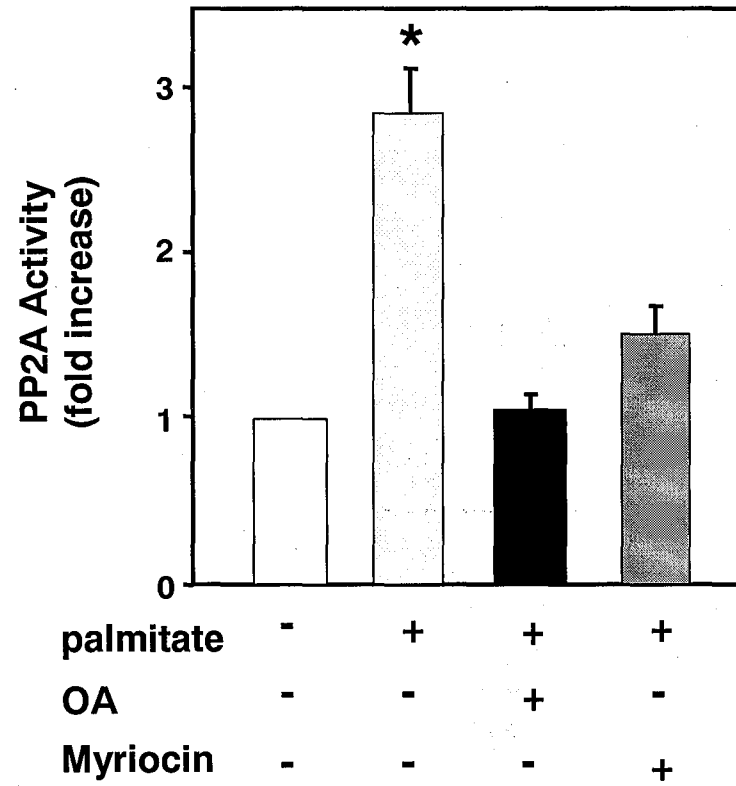 *
3
2
1
0
PP2A Activity
(fold increase)
palmitate - + + +
OA - - + -
Myriocin - - - +